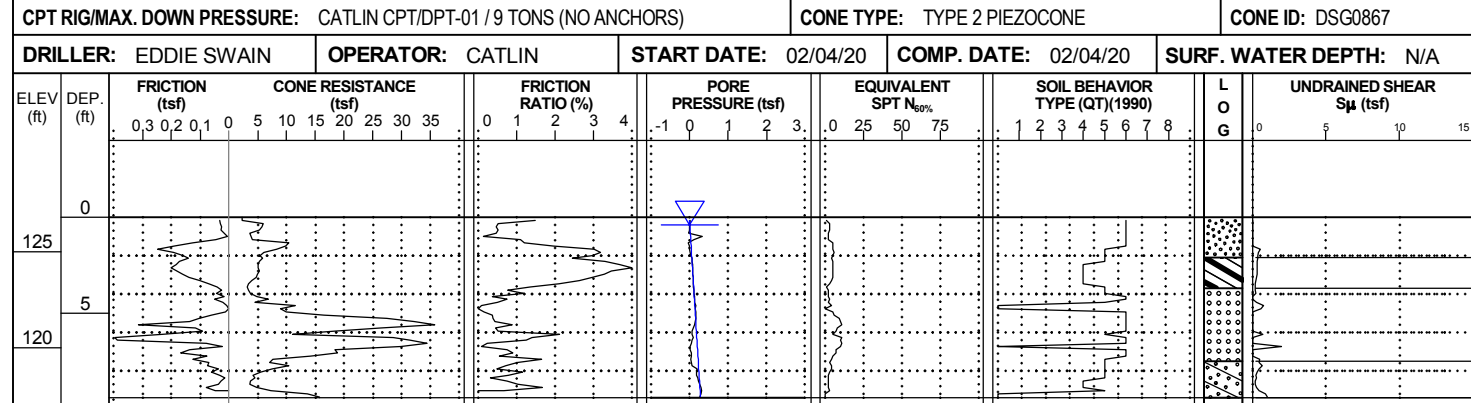 CPT RIG/MAX. DOWN PRESSURE: CATLIN CPT/DPT-01 / 9 TONS (NO ANCHORS) CONE TYPE: TYPE 2 PIEZOCONE CONE ID: DSG0867
DRILLER: EDDIE SWAIN OPERATOR: CATLIN START DATE: 02/04/20 COMP. DATE: 02/04/20 SURF. WATER DEPTH: N/A
ELEV (ft)
DEP. (ft)
FRICTION (tsf)
0,3 0,2 0,1 0
CONE RESISTANCE (tsf)
5 10 15 20 25 30 35
FRICTION RATIO (%)
0 1 2 3 4
PORE PRESSURE (tsf)
-1 0 1 2 3
EQUIVALENT SPT N60%
0 25 50 75
SOIL BEHAVIOR TYPE (QT)(1990)
1 2 3 4 5 6 7 8
L
O
G
UNDRAINED SHEAR Sμ (tsf)
0 5 10 15
0
125
5
120